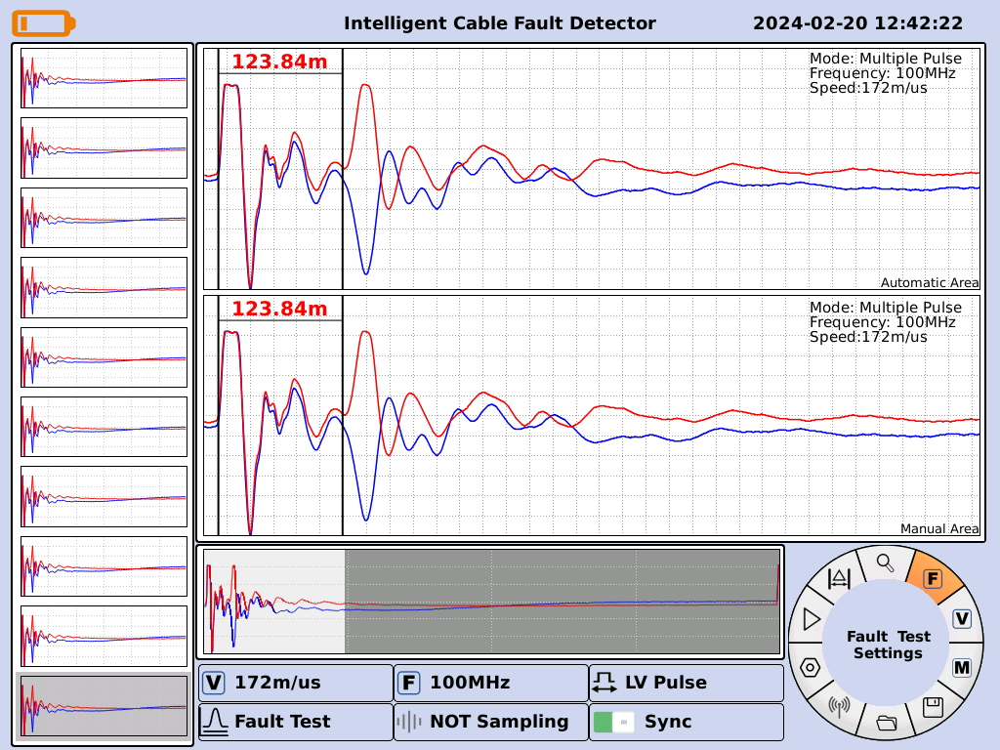 Intelligent Cable Fault Detector
2024-02-20 12:42:22
123.84m
Mode: Multiple Pulse
Frequency: 100MHz
Speed:172m/us
Automatic Area
123.84m
Mode: Multiple Pulse
Frequency: 100MHz
Speed:172m/us
Manual Area
F
V
M
Fault Test
Settings
V 172m/us
F 100MHz
LV Pulse
Fault Test
NOT Sampling
Sync